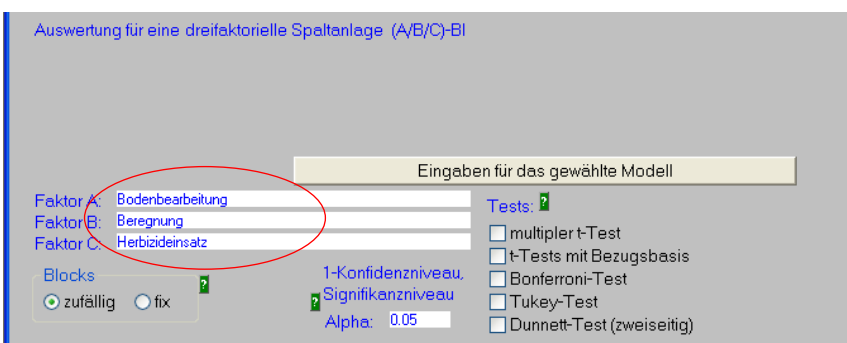 Auswertung für eine dreifaktorielle Spaltanlage (A/B/C)-Bl
Eingaben für das gewählte Modell
Faktor A: Bodenbearbeitung
Faktor B: Beregnung
Faktor C: Herbizideinsatz
Blocks
?
zufällig fix
1-Konfidenzniveau,
? Signifikanzniveau
Alpha: 0.05
Tests: ?
multipler t-Test
t-Tests mit Bezugsbasis
Bonferroni-Test
Tukey-Test
Dunnett-Test (zweiseitig)